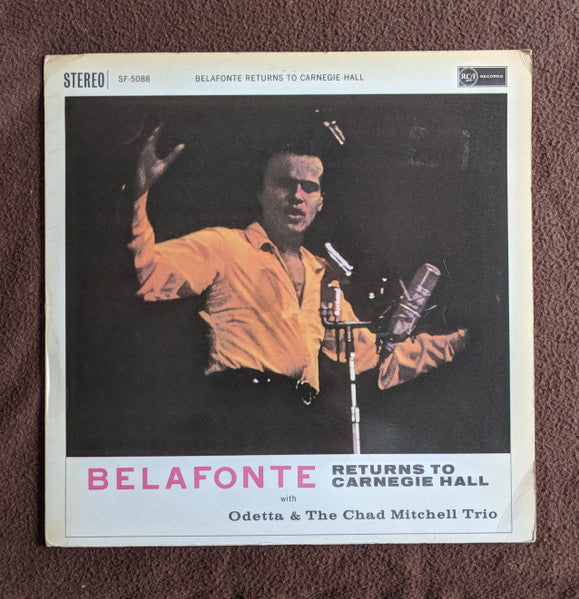 STEREO SF-5088 BELAFONTE RETURNS TO CARNEGIE HALL RCA RECORDS
BELAFONTE RETURNS TO
CARNEGIE HALL
with
Odetta & The Chad Mitchell Trio